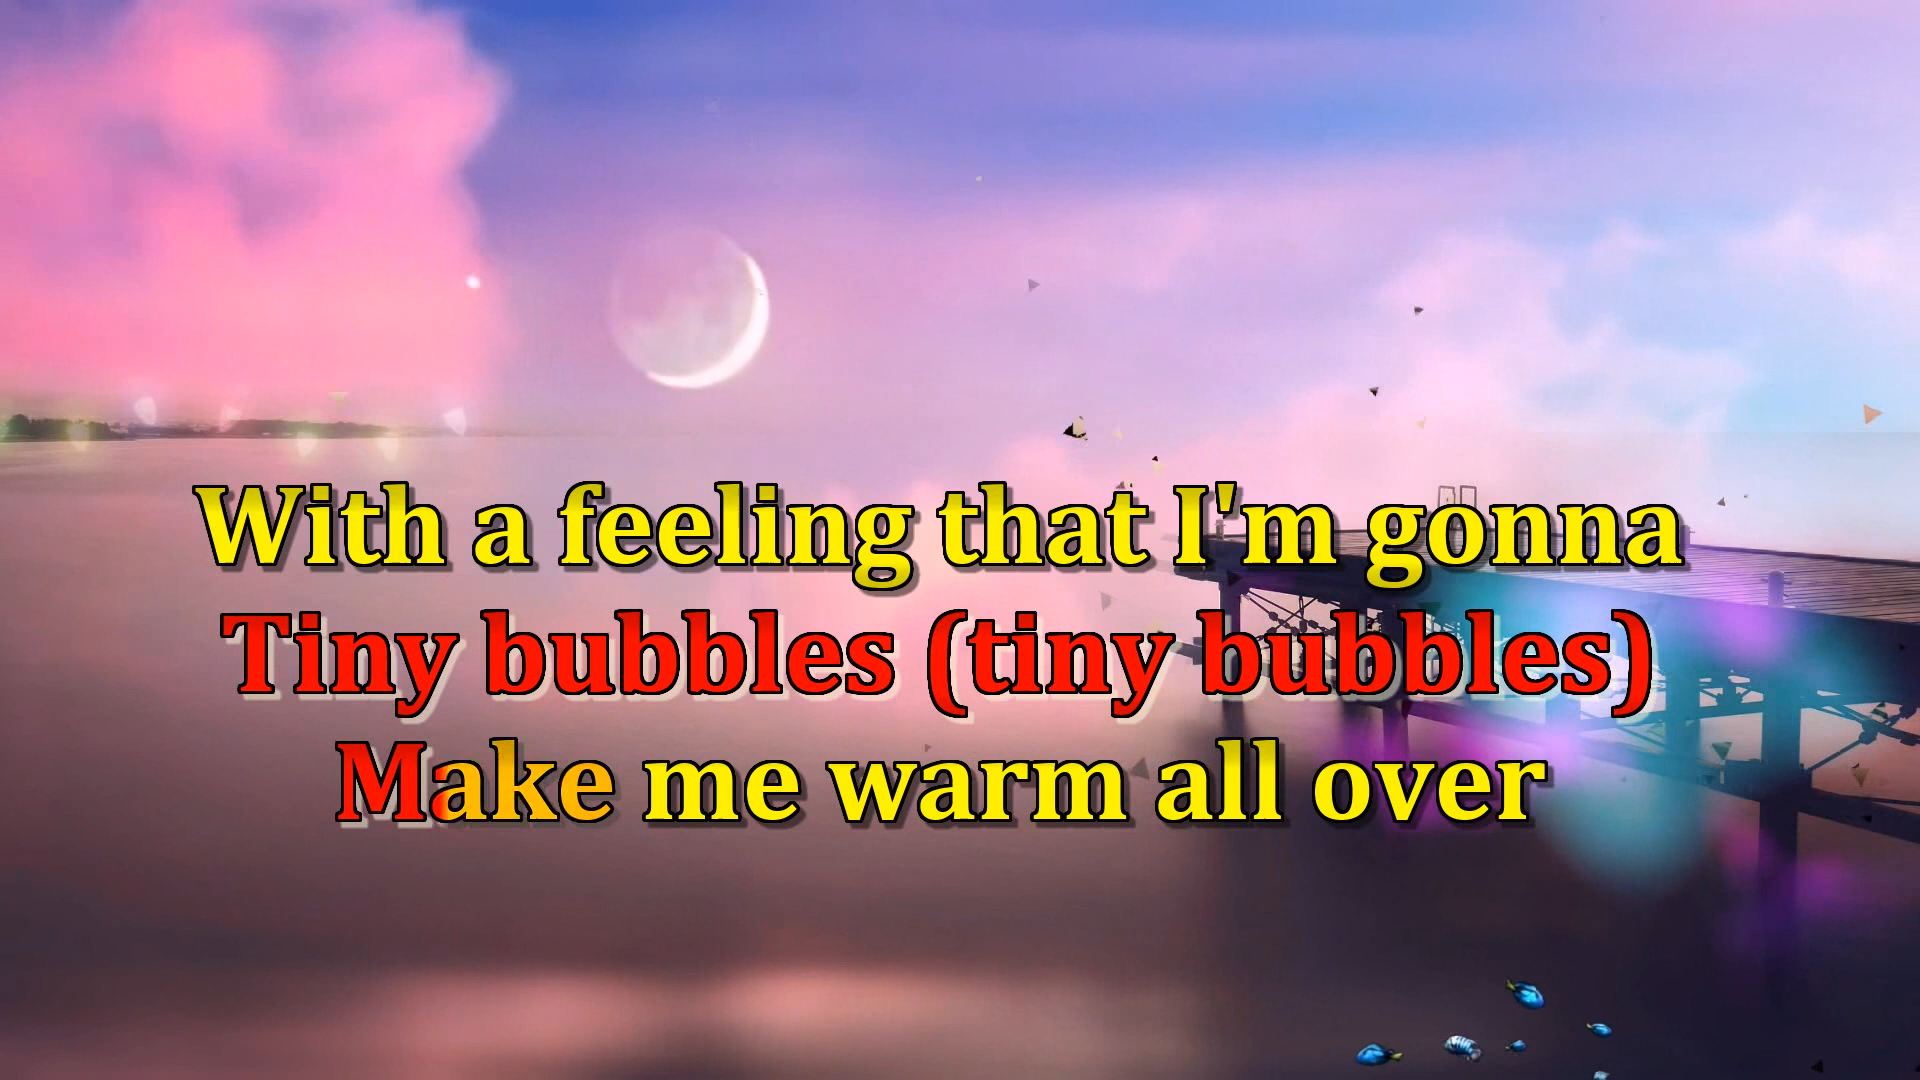 With a feeling that I'm gonna
Tiny bubbles (tiny bubbles)
Make me warm all over